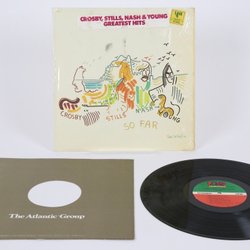 CROSBY, STILLS, NASH & YOUNG
GREATEST HITS
CROSBY
STILLS
NASH
YOUNG
SO FAR
The Atlantic Group